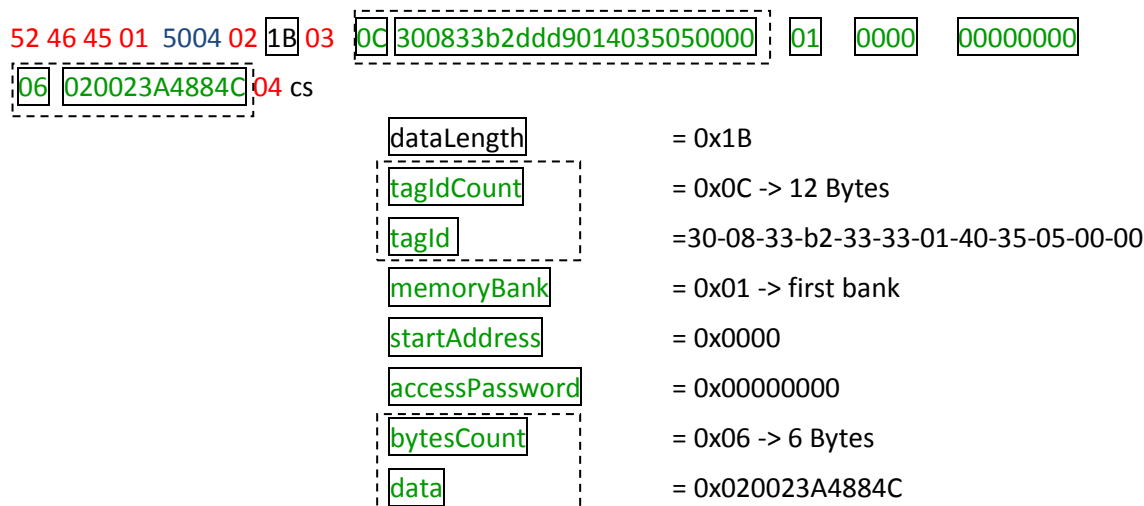 52 46 45 01 5004 02 1B 03 0C 300833b2ddd9014035050000 01 0000 00000000
06 020023A4884C 04 cs
dataLength = 0x1B
tagIdCount = 0x0C -> 12 Bytes
tagId =30-08-33-b2-33-33-01-40-35-05-00-00
memoryBank = 0x01 -> first bank
startAddress = 0x0000
accessPassword = 0x00000000
bytesCount = 0x06 -> 6 Bytes
data = 0x020023A4884C